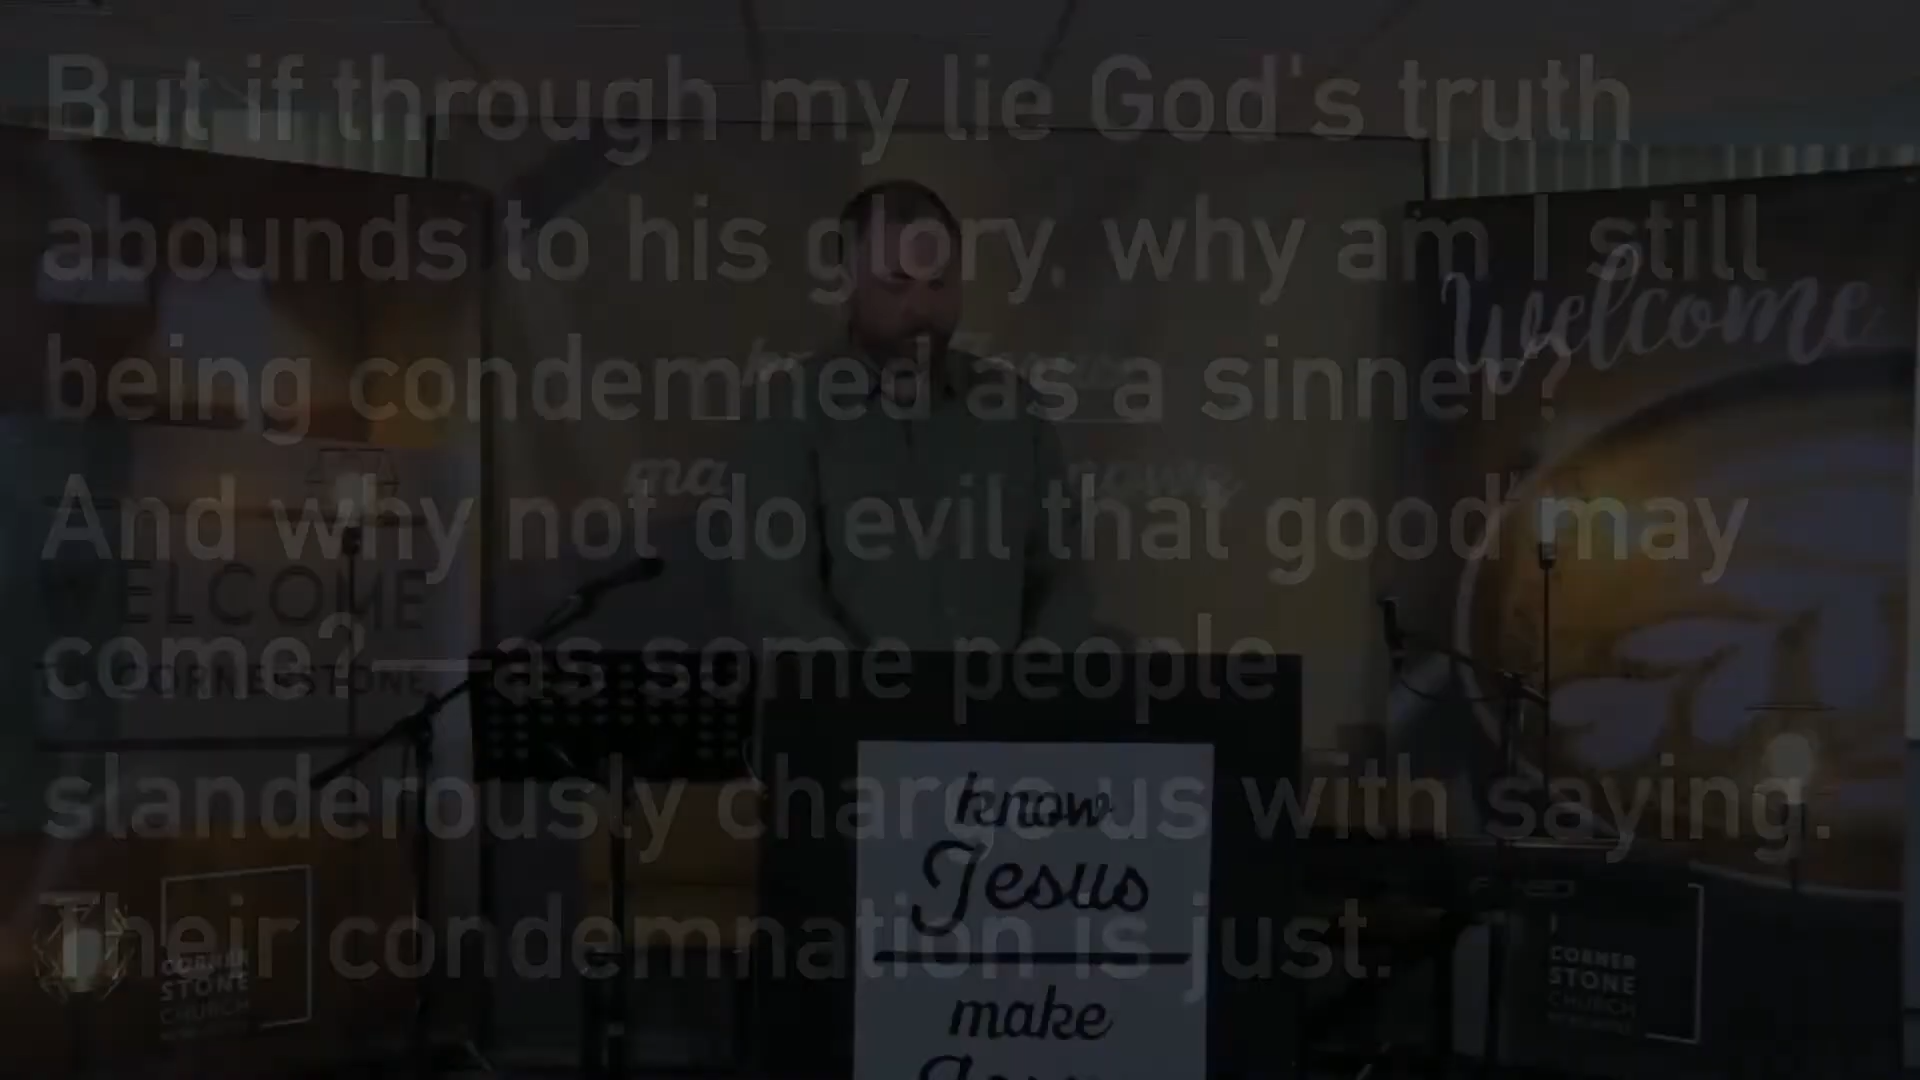 But if through my lie God's truth
abounds to his glory, why am I still
being condemned as a sinner?
And why not do evil that good may
come?—as some people
slanderously charge us with saying.
Their condemnation is just.
Welcome
WELCOME
CORNERSTONE
know
Jesus
make
CORNER
STONE
CHURCH
CORNER
STONE
CHURCH